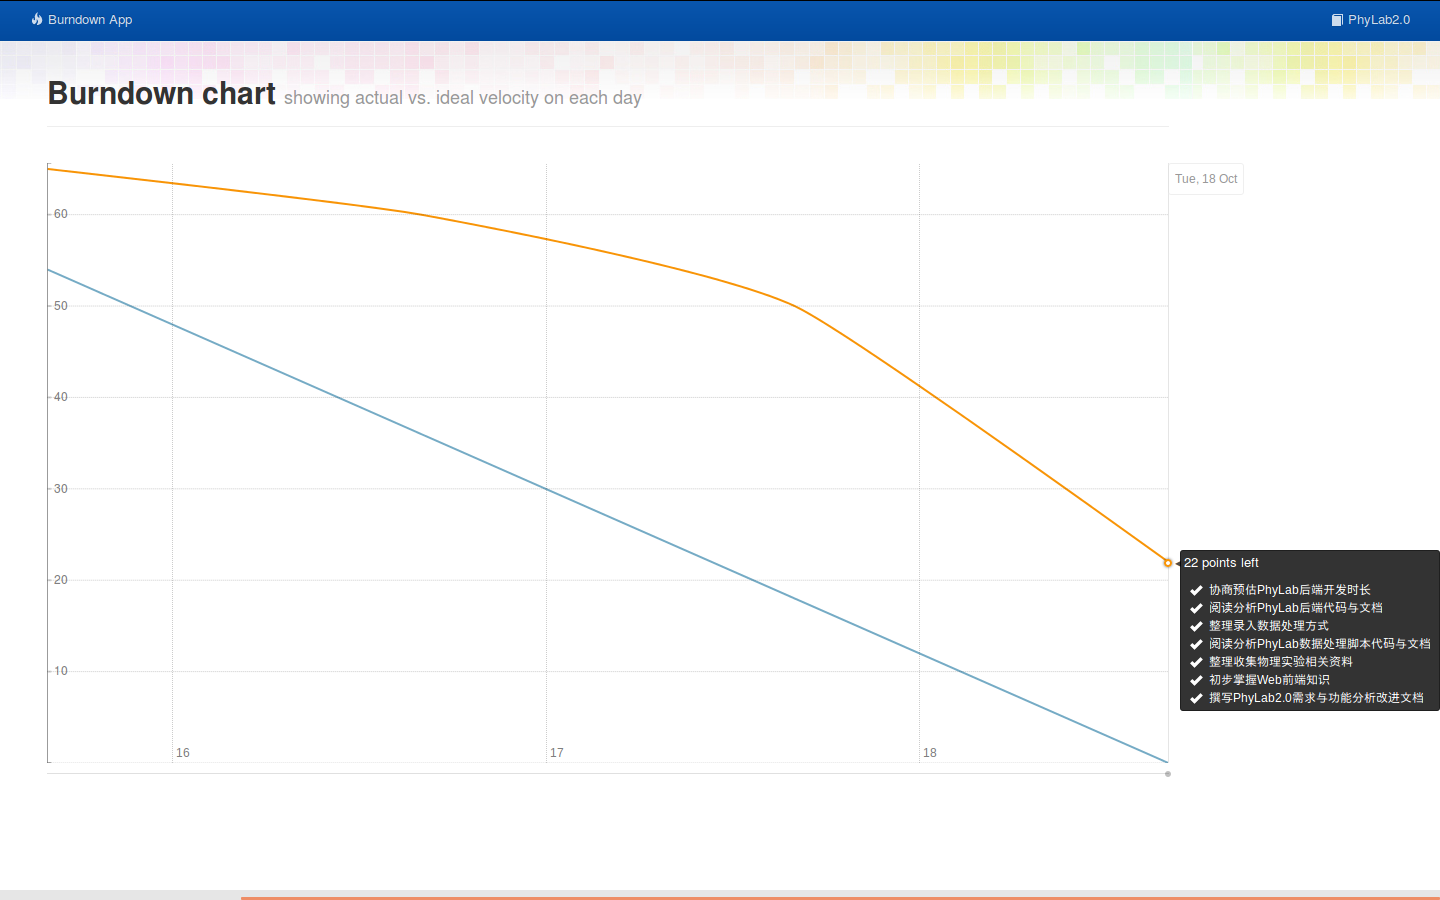 Burndown App
PhyLab2.0
Burndown chart showing actual vs. ideal velocity on each day
Tue, 18 Oct
60
50
40
30
20
10
16
17
18
22 points left
协商预估PhyLab后端开发时长
阅读分析PhyLab后端代码与文档
整理录入数据处理方式
阅读分析PhyLab数据处理脚本代码与文档
整理收集物理实验相关资料
初步掌握Web前端知识
撰写PhyLab2.0需求与功能分析改进文档